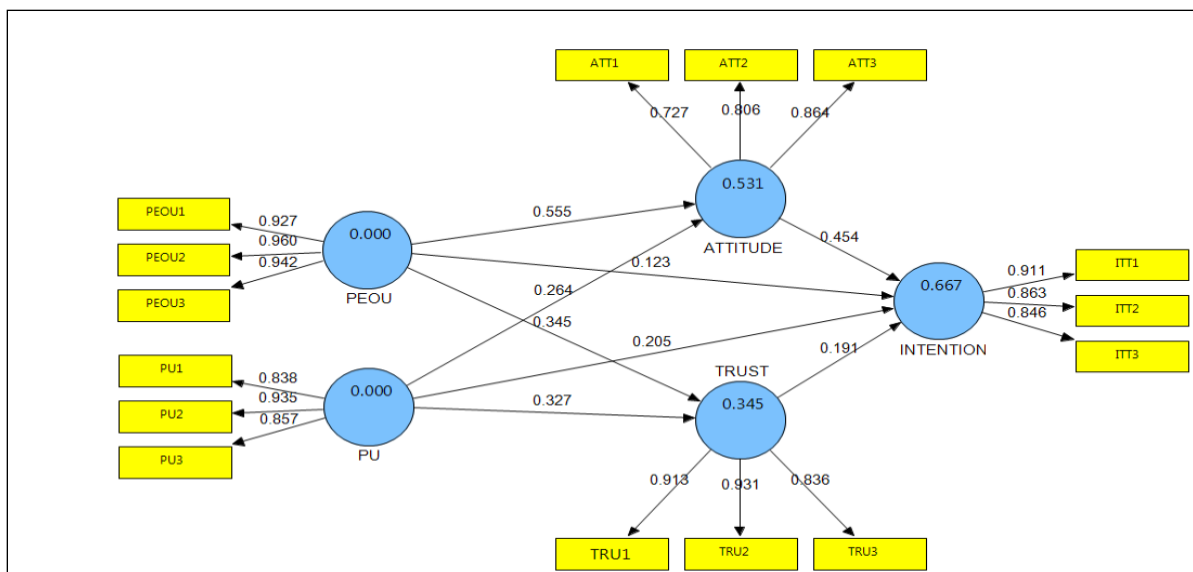 ATT1 ATT2 ATT3
0.727 0.806 0.864
0.531
ATTITUDE
PEOU1
PEOU2
PEOU3
0.927
0.960
0.942
0.000
PEOU
0.555
0.454
0.123
0.264
0.345
0.205
0.191
0.327
0.667
INTENTION
0.911
0.863
0.846
ITT1
ITT2
ITT3
PU1
PU2
PU3
0.838
0.935
0.857
0.000
PU
TRUST
0.345
0.913 0.931 0.836
TRU1 TRU2 TRU3